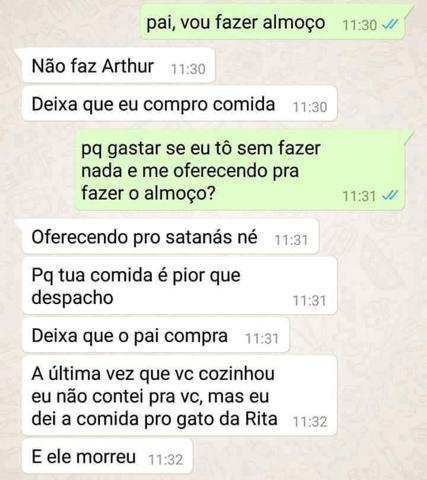 pai, vou fazer almoço 11:30
Não faz Arthur 11:30
Deixa que eu compro comida 11:30
pq gastar se eu tô sem fazer
nada e me oferecendo pra
fazer o almoço? 11:31
Oferecendo pro satanás né 11:31
Pq tua comida é pior que
despacho 11:31
Deixa que o pai compra 11:31
A última vez que vc cozinhou
eu não contei pra vc, mas eu
dei a comida pro gato da Rita 11:32
E ele morreu 11:32